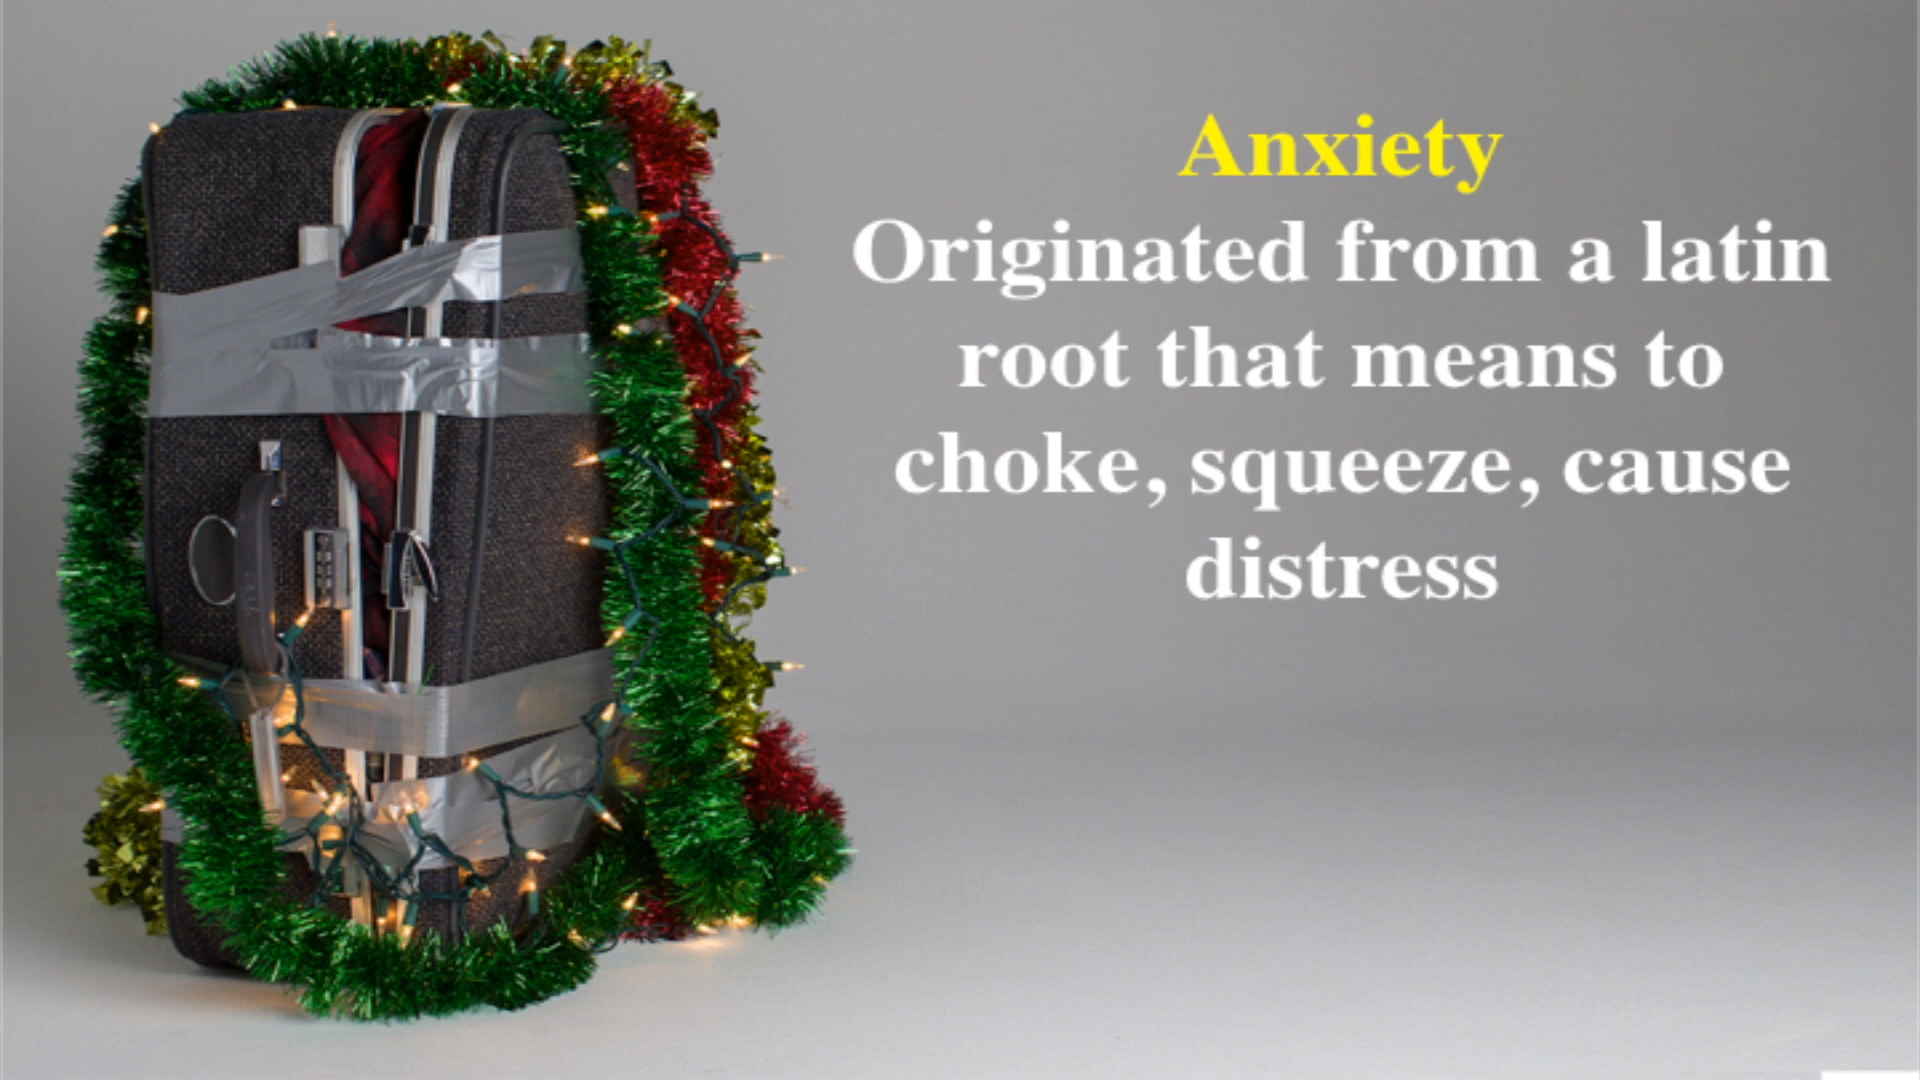 Anxiety
Originated from a latin
root that means to
choke, squeeze, cause
distress